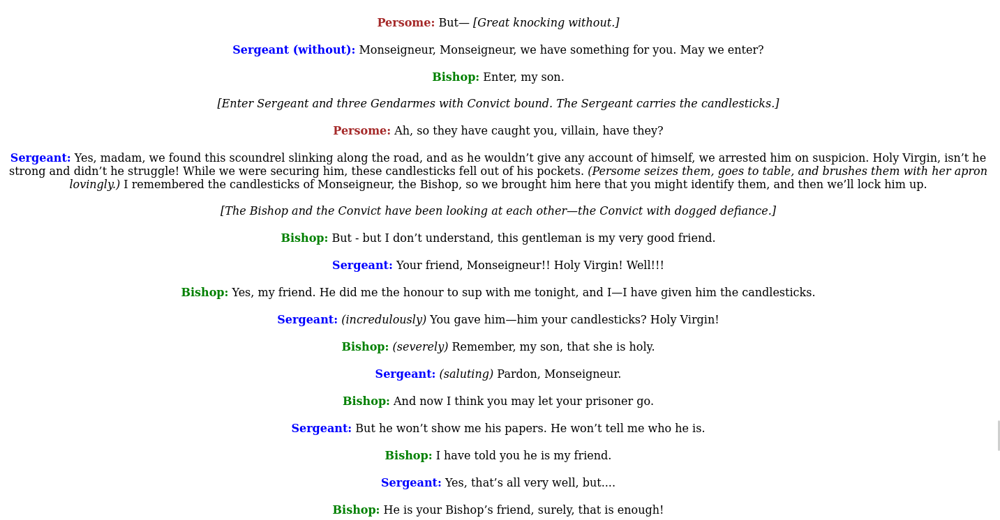 Persome: But— [Great knocking without.]
Sergeant (without): Monseigneur, Monseigneur, we have something for you. May we enter?
Bishop: Enter, my son.
[Enter Sergeant and three Gendarmes with Convict bound. The Sergeant carries the candlesticks.]
Persome: Ah, so they have caught you, villain, have they?
Sergeant: Yes, madam, we found this scoundrel slinking along the road, and as he wouldn’t give any account of himself, we arrested him on suspicion. Holy Virgin, isn’t he
strong and didn’t he struggle! While we were securing him, these candlesticks fell out of his pockets. (Persome seizes them, goes to table, and brushes them with her apron
lovingly.) I remembered the candlesticks of Monseigneur, the Bishop, so we brought him here that you might identify them, and then we’ll lock him up.
[The Bishop and the Convict have been looking at each other—the Convict with dogged defiance.]
Bishop: But - but I don’t understand, this gentleman is my very good friend.
Sergeant: Your friend, Monseigneur!! Holy Virgin! Well!!!
Bishop: Yes, my friend. He did me the honour to sup with me tonight, and I—I have given him the candlesticks.
Sergeant: (incredulously) You gave him—him your candlesticks? Holy Virgin!
Bishop: (severely) Remember, my son, that she is holy.
Sergeant: (saluting) Pardon, Monseigneur.
Bishop: And now I think you may let your prisoner go.
Sergeant: But he won’t show me his papers. He won’t tell me who he is.
Bishop: I have told you he is my friend.
Sergeant: Yes, that’s all very well, but....
Bishop: He is your Bishop’s friend, surely, that is enough!